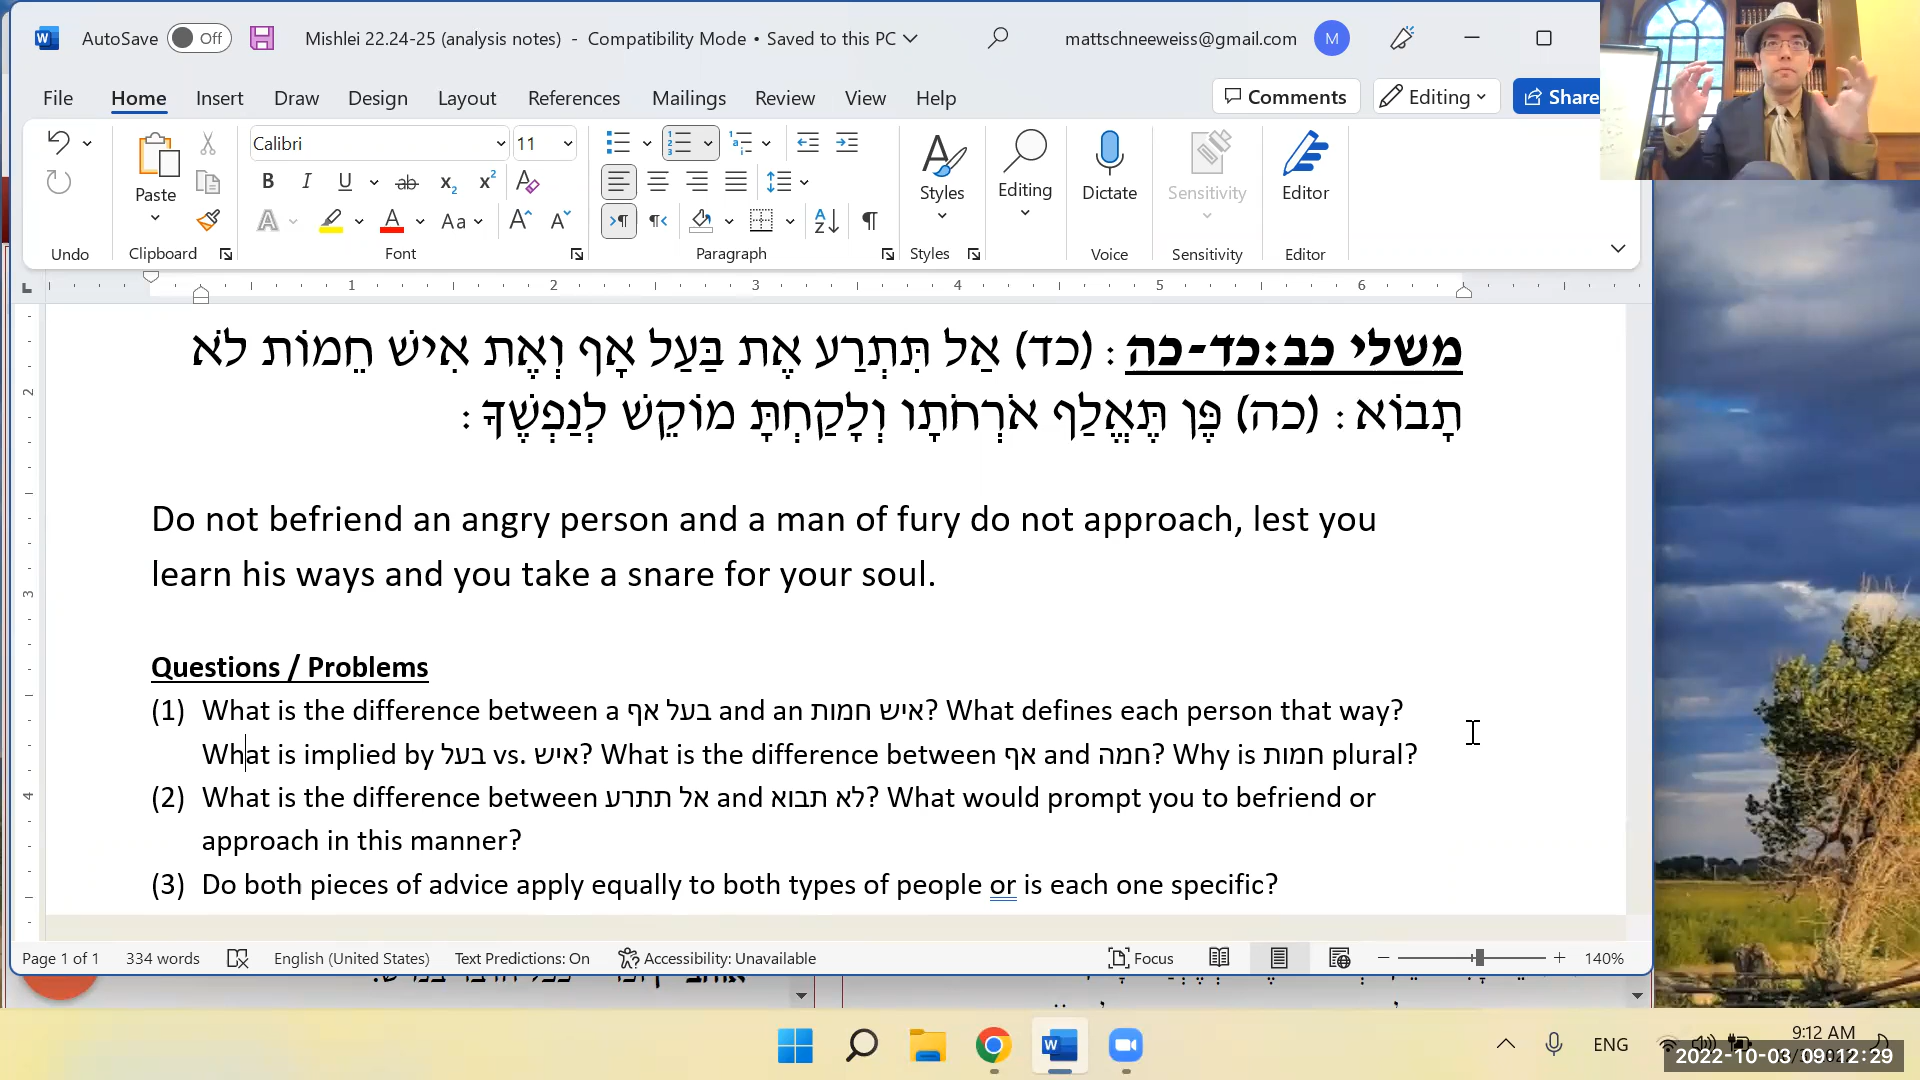 AutoSave Off Mishlei 22.24-25 (analysis notes) - Compatibility Mode • Saved to this PC mattschneeweiss@gmail.com M
File Home Insert Draw Design Layout References Mailings Review View Help Comments Editing Share
Calibri 11
Paste Styles Editing Dictate Sensitivity Editor
Undo Clipboard Font Paragraph Styles Voice Sensitivity Editor
1 2 3 4 5 6
משלי כב:כד-כה: (כד) אַל תִּתְרַע אֶת בַּעַל אָף וְאֶת אִישׁ חֵמוֹת לֹא
תָבוֹא: (כה) פֶּן תֶּאֱלַף אֹרְחֹתָו וְלָקַחְתָּ מוֹקֵשׁ לְנַפְשֶׁךָ:
Do not befriend an angry person and a man of fury do not approach, lest you
learn his ways and you take a snare for your soul.
Questions / Problems
(1) What is the difference between a בעל אף and an איש חמות? What defines each person that way?
What is implied by בעל vs. איש? What is the difference between אף and חמה? Why is חמות plural?
(2) What is the difference between אל תתרע and לא תבוא? What would prompt you to befriend or
approach in this manner?
(3) Do both pieces of advice apply equally to both types of people or is each one specific?
2
3
4
Page 1 of 1 334 words English (United States) Text Predictions: On Accessibility: Unavailable Focus 140%
ENG 9:12 AM
2022-10-03 09:12:29